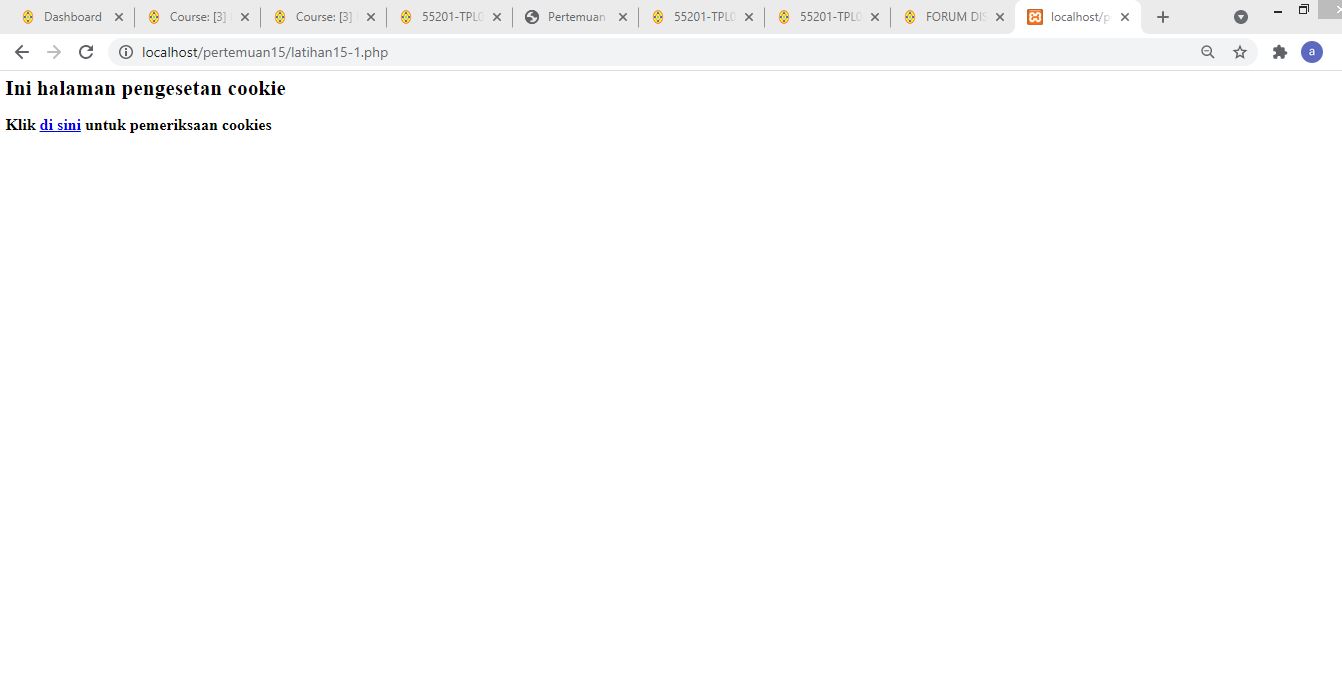 Dashboard
Course: [3]
Course: [3]
55201-TPL0
Pertemuan
55201-TPL0
55201-TPL0
FORUM DIS
localhost/p
localhost/pertemuan15/latihan15-1.php
a
Ini halaman pengesetan cookie
Klik di sini untuk pemeriksaan cookies